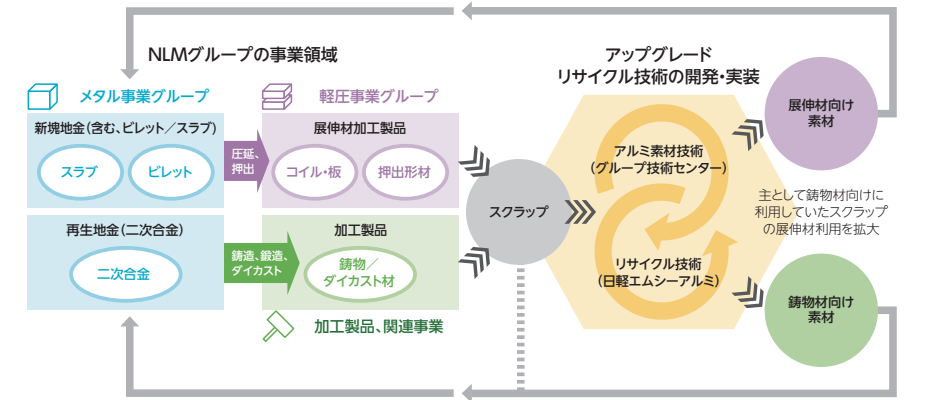 NLMグループの事業領域
メタル事業グループ
新塊地金(含む、ビレット／スラブ)
スラブ
ビレット
圧延、
押出
軽圧事業グループ
展伸材加工製品
コイル・板
押出形材
再生地金(二次合金)
二次合金
鋳造、鍛造、
ダイカスト
加工製品
鋳物／
ダイカスト材
加工製品、関連事業
スクラップ
アップグレード
リサイクル技術の開発・実装
アルミ素材技術
(グループ技術センター)
リサイクル技術
(日軽エムシーアルミ)
展伸材向け
素材
主として鋳物材向けに
利用していたスクラップ
の展伸材利用を拡大
鋳物材向け
素材